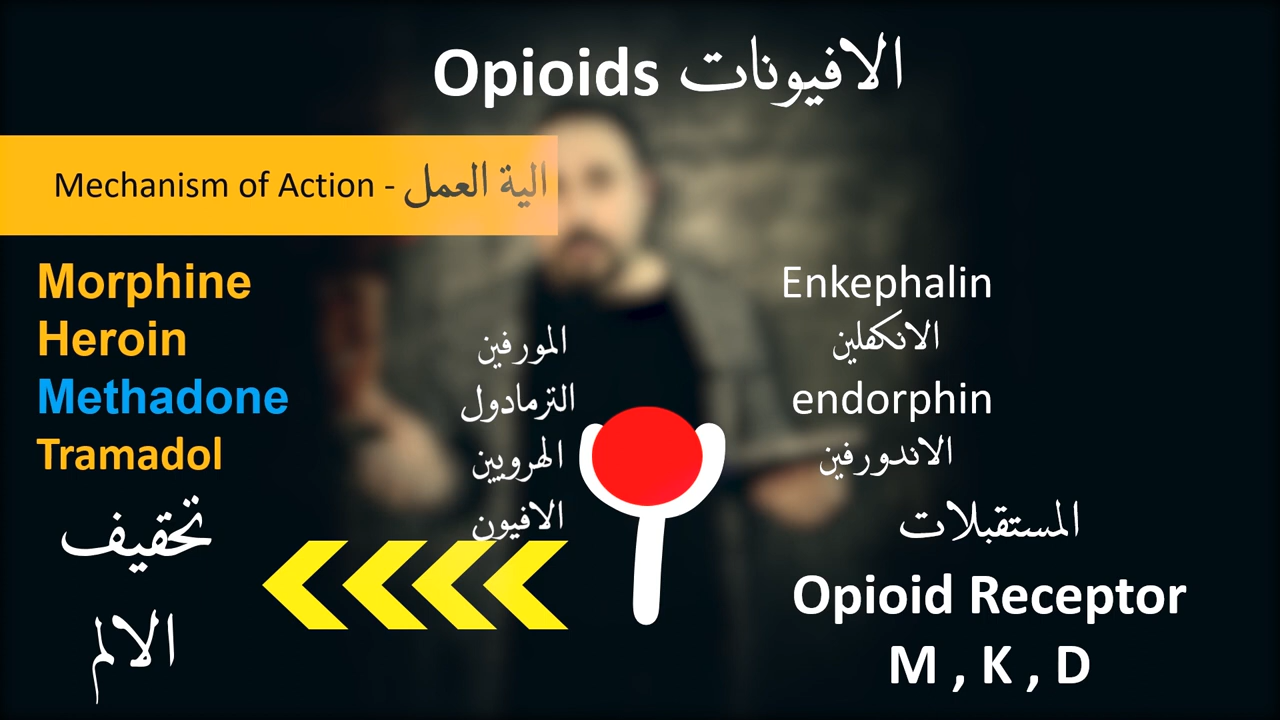 Opioids الافيونات
Mechanism of Action - الية العمل
Morphine
Heroin
Methadone
Tramadol
تخفيف
الالم
المورفين
الترمادول
الهرويين
الافيون
Enkephalin
الانكفلين
endorphin
الاندورفين
المستقبلات
Opioid Receptor
M , K , D